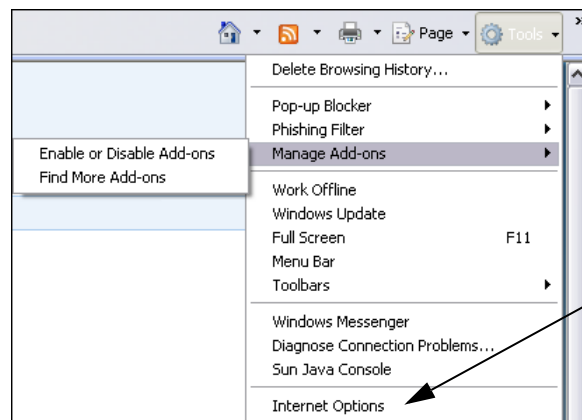 Page Tools
Delete Browsing History...
Pop-up Blocker
Phishing Filter
Manage Add-ons
Enable or Disable Add-ons
Find More Add-ons
Work Offline
Windows Update
Full Screen F11
Menu Bar
Toolbars
Windows Messenger
Diagnose Connection Problems...
Sun Java Console
Internet Options